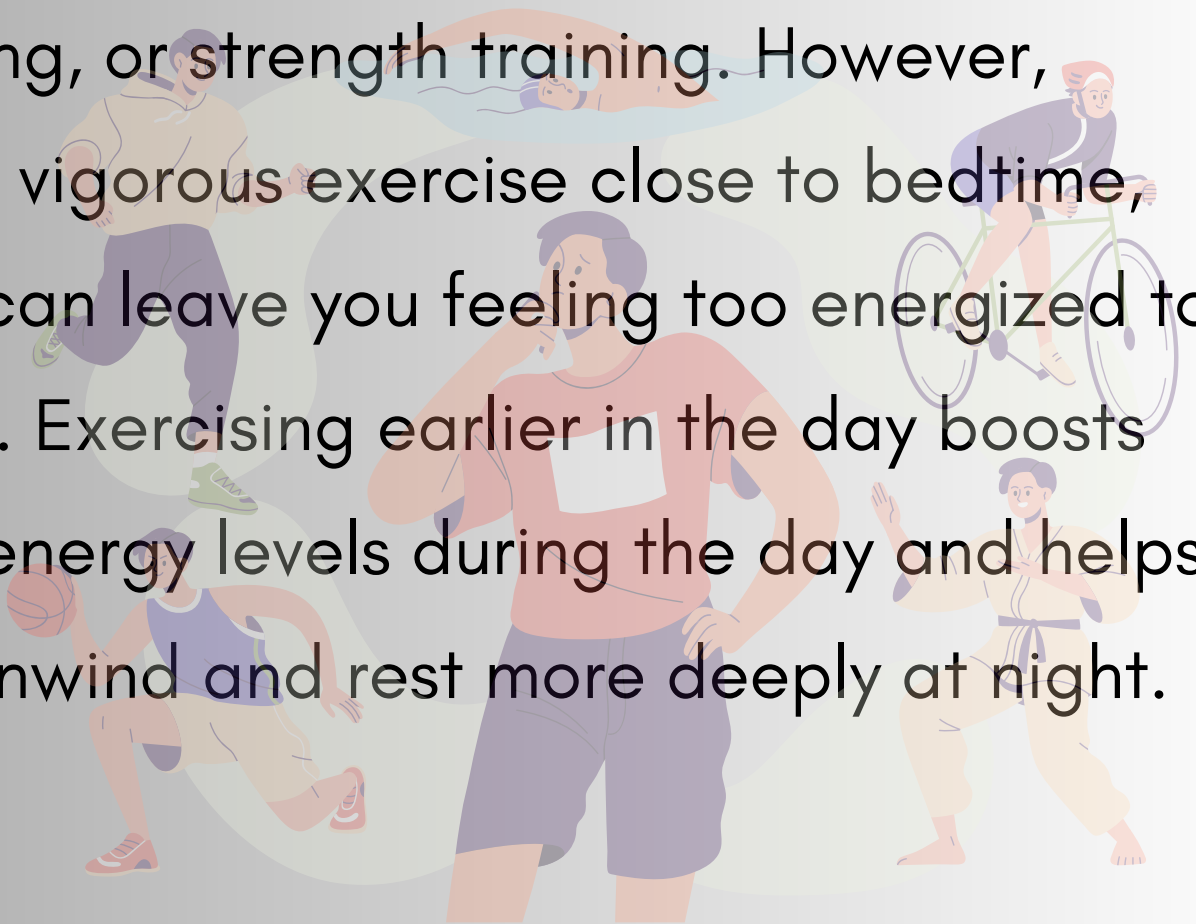 ng, or strength training. However,
vigorous exercise close to bedtime,
can leave you feeling too energized to
. Exercising earlier in the day boosts
energy levels during the day and helps
nwind and rest more deeply at night.